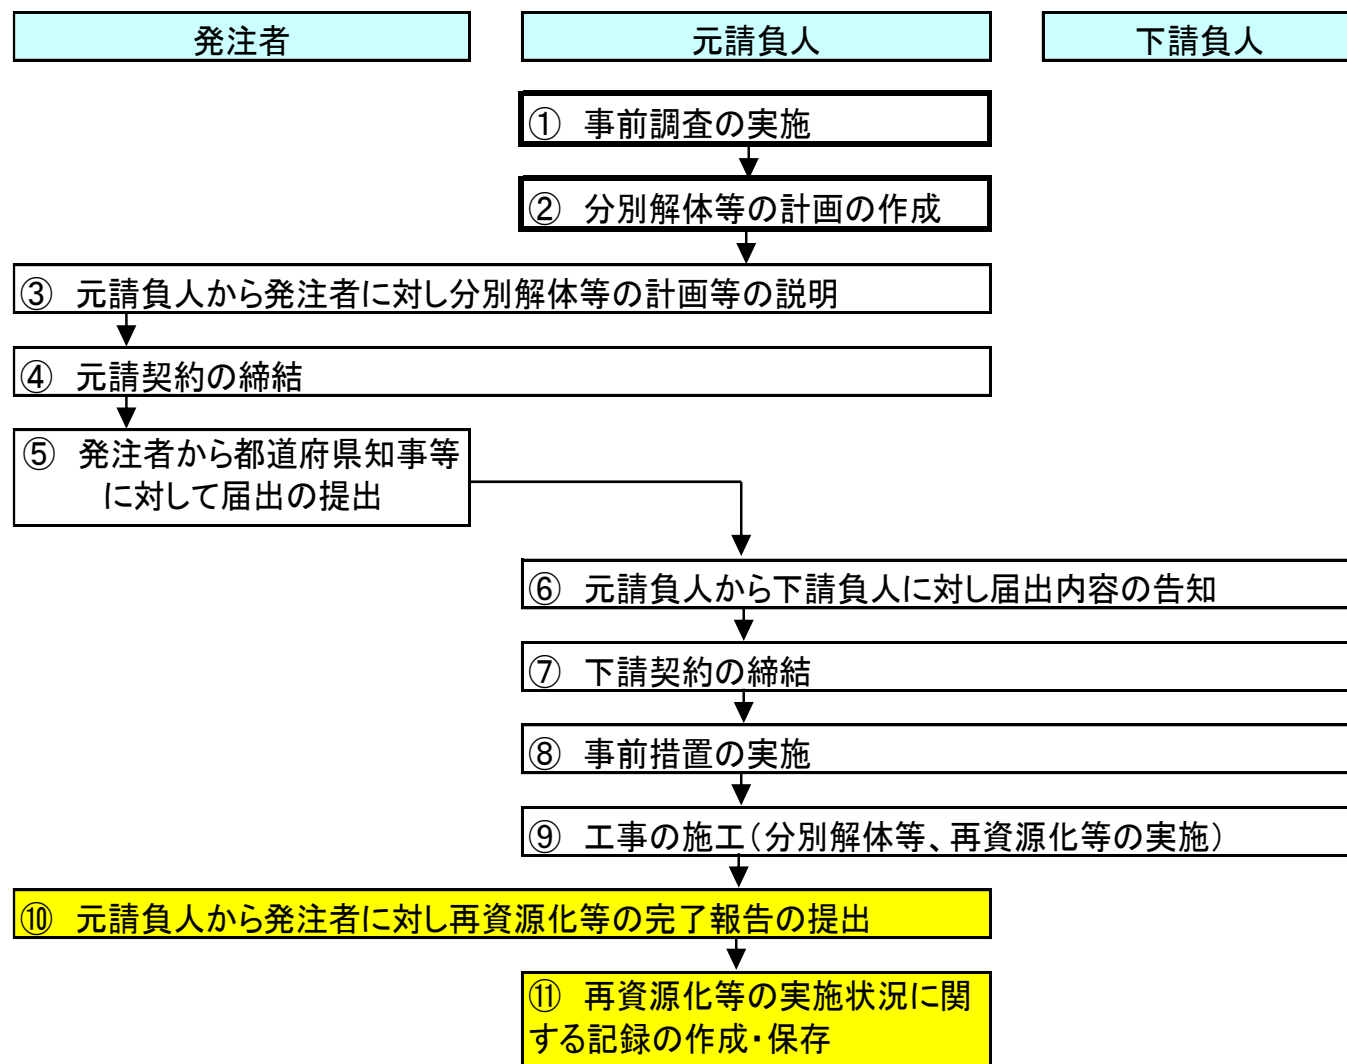 発注者
元請負人
下請負人
① 事前調査の実施
② 分別解体等の計画の作成
③ 元請負人から発注者に対し分別解体等の計画等の説明
④ 元請契約の締結
⑤ 発注者から都道府県知事等
に対して届出の提出
⑥ 元請負人から下請負人に対し届出内容の告知
⑦ 下請契約の締結
⑧ 事前措置の実施
⑨ 工事の施工(分別解体等、再資源化等の実施)
⑩ 元請負人から発注者に対し再資源化等の完了報告の提出
⑪ 再資源化等の実施状況に関
する記録の作成・保存